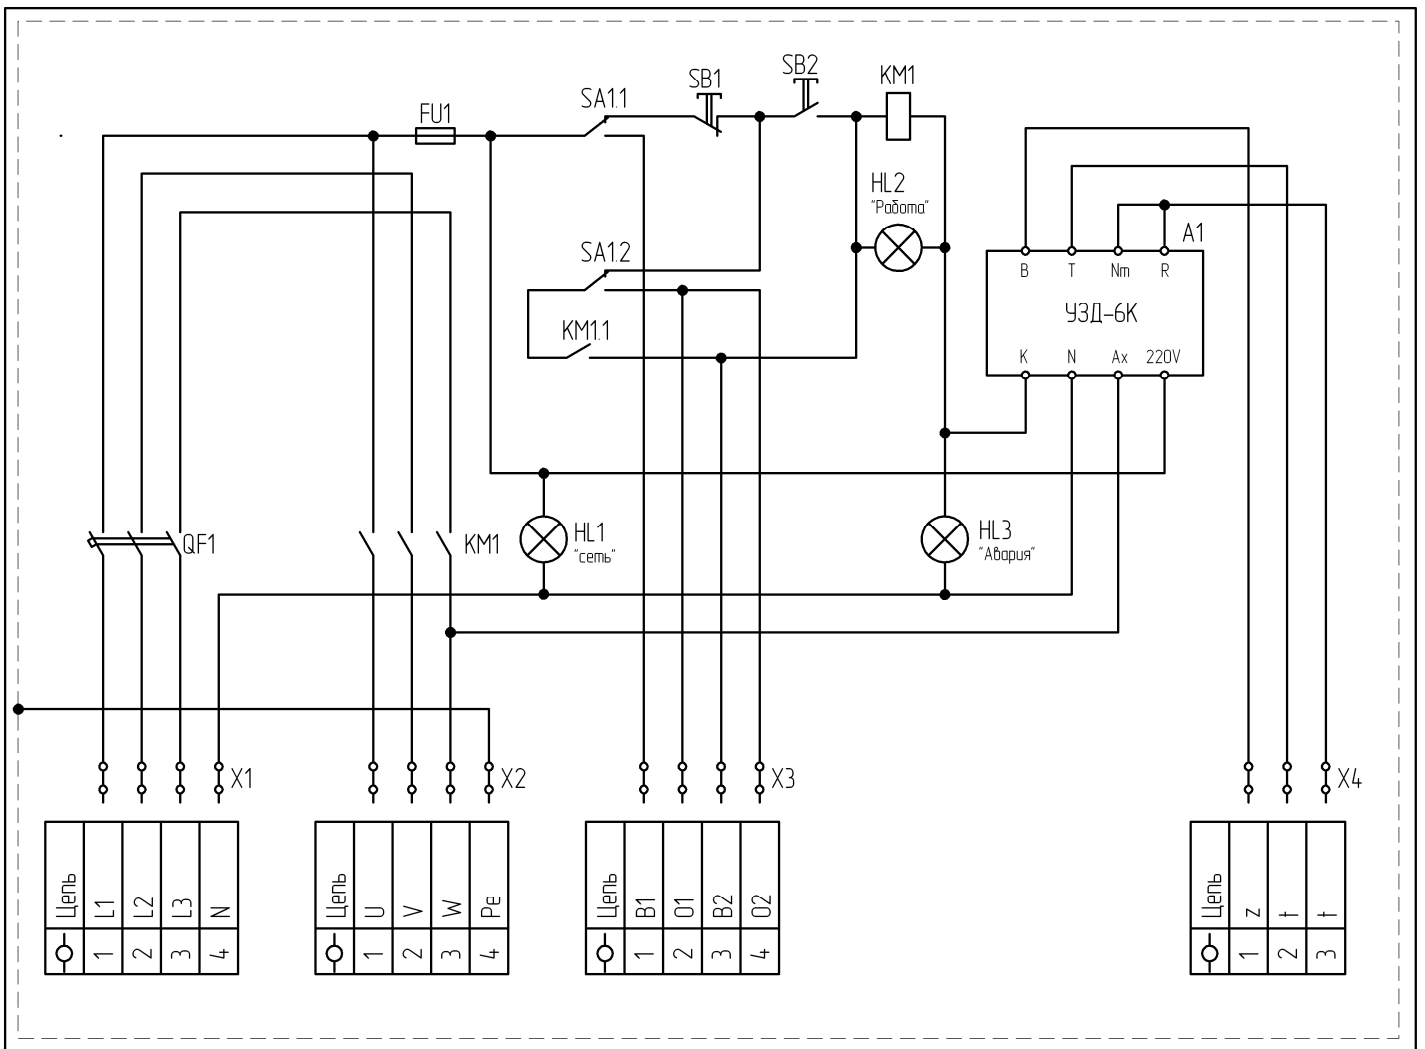 SB2
SB1
KM1
SA1.1
FU1
HL2
"Работа"
A1
SA1.2
B T Nm R
УЗД-6К
KM1.1
K N Ax 220V
QF1
KM1
HL1
"сеть"
HL3
"Авария"
X1
X2
X3
X4
Цепь L1 L2 L3 N
1 2 3 4
Цепь U V W Pe
1 2 3 4
Цепь B1 O1 B2 O2
1 2 3 4
Цепь z t t
1 2 3